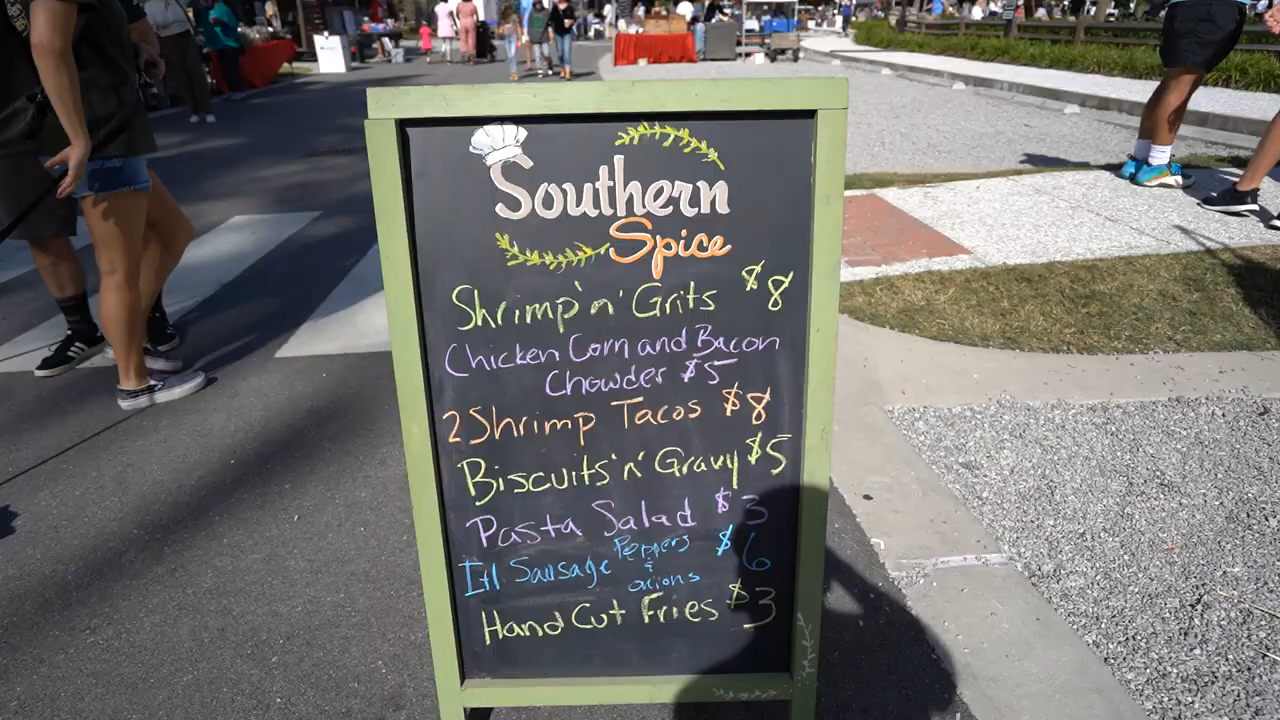 Southern
Spice
Shrimp 'n' Grits $8
Chicken Corn and Bacon
Chowder $5
2 Shrimp Tacos $8
Biscuits 'n' Gravy $5
Pasta Salad $3
Itl Sausage Peppers & onions $6
Hand Cut Fries $3